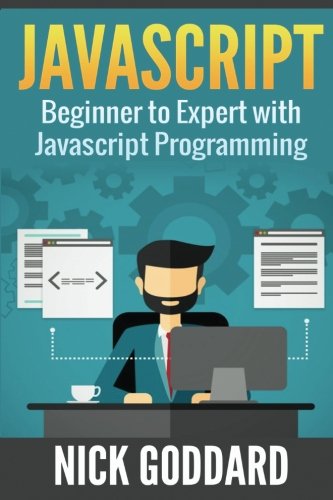 JAVASCRIPT
Beginner to Expert with
Javascript Programming
NICK GODDARD